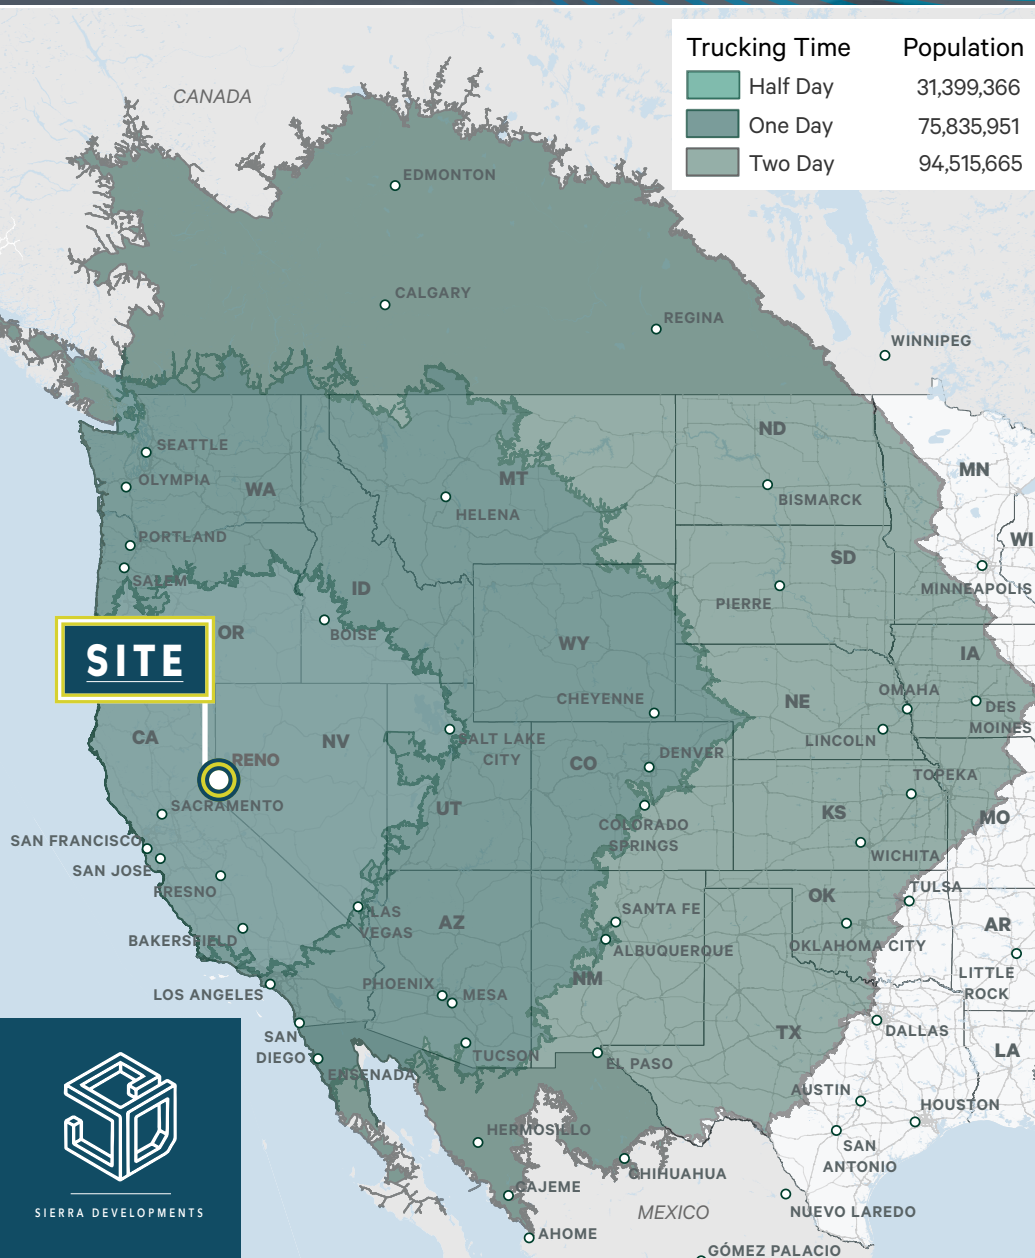 Trucking Time Population
Half Day 31,399,366
One Day 75,835,951
Two Day 94,515,665
CANADA
EDMONTON
CALGARY
REGINA
WINNIPEG
SEATTLE
OLYMPIA
WA
PORTLAND
SALEM
MT
HELENA
ND
BISMARCK
MN
WI
SD
PIERRE
MINNEAPOLIS
ID
BOISE
OR
SITE
WY
CHEYENNE
IA
NE
OMAHA
DES
MOINES
LINCOLN
CA
NV
RENO
SALT LAKE
CITY
CO
DENVER
SACRAMENTO
UT
COLORADO
SPRINGS
TOPEKA
KS
MO
WICHITA
SAN FRANCISCO
SAN JOSE
FRESNO
LAS
VEGAS
AZ
SANTA FE
ALBUQUERQUE
OK
TULSA
OKLAHOMA CITY
AR
LITTLE
ROCK
BAKERSFIELD
LOS ANGELES
PHOENIX
MESA
NM
SAN
DIEGO
TUCSON
ENSENADA
EL PASO
TX
DALLAS
LA
AUSTIN
HOUSTON
SAN
ANTONIO
HERMOSILLO
CHIHUAHUA
CAJEME
MEXICO
NUEVO LAREDO
AHOME
GÓMEZ PALACIO
SIERRA DEVELOPMENTS